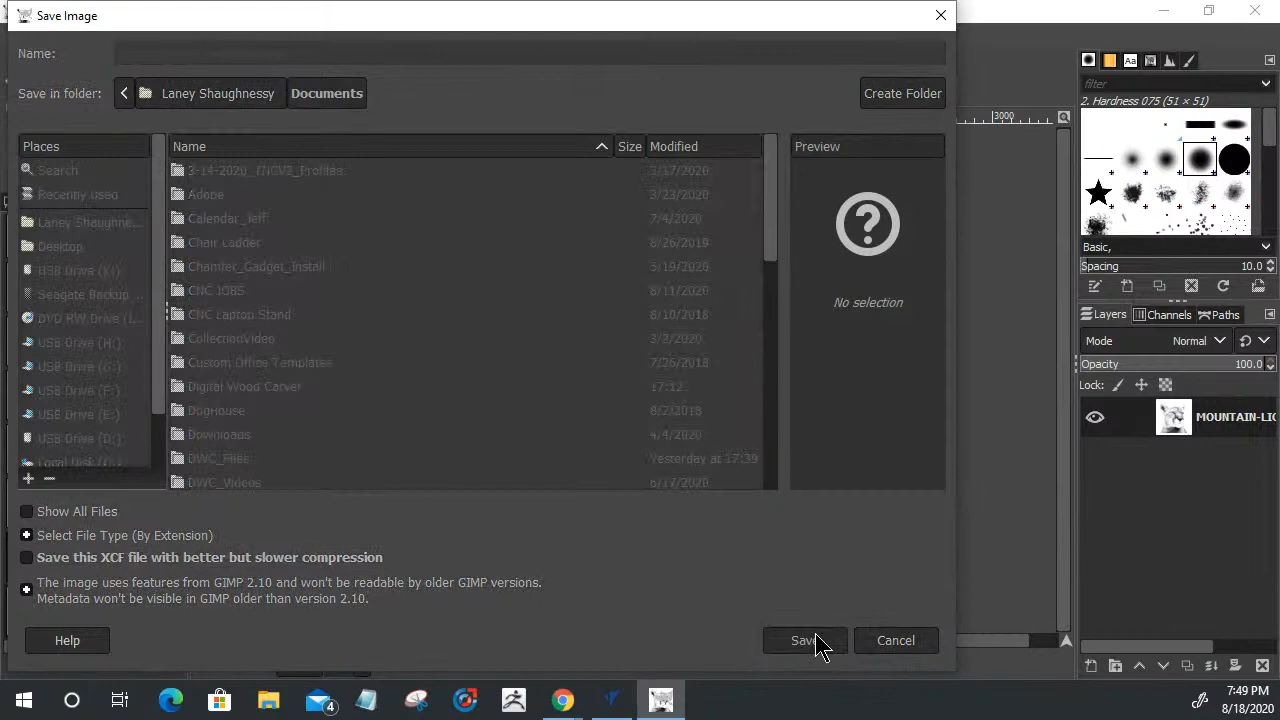 Save Image
Name:
Save in folder: Laney Shaughnessy Documents Create Folder
Places
Search
Recently used
Laney Shaughne...
Desktop
USB Drive (K:)
Seagate Backup ...
DVD RW Drive (I...
USB Drive (H:)
USB Drive (G:)
USB Drive (F:)
USB Drive (E:)
USB Drive (D:)
Local Disk (C:)
Name Size Modified
3-14-2020_TNCV2_Profiles 3/17/2020
Adobe 3/23/2020
Calendar_Jeff 7/4/2020
Chair Ladder 8/26/2019
Chamfer_Gadget_Install 5/19/2020
CNC JOBS 8/11/2020
CNC Laptop Stand 8/10/2018
CollectionVideo 3/2/2020
Custom Office Templates 7/26/2018
Digital Wood Carver 17:12
DogHouse 8/2/2018
Downloads 4/4/2020
DWC_Files Yesterday at 17:39
DWC_Videos 6/17/2020
Preview
No selection
Show All Files
Select File Type (By Extension)
Save this XCF file with better but slower compression
The image uses features from GIMP 2.10 and won't be readable by older GIMP versions.
Metadata won't be visible in GIMP older than version 2.10.
Help Save Cancel
3000
Aa
filter
2. Hardness 075 (51 × 51)
Basic,
Spacing 10.0
Layers Channels Paths
Mode Normal
Opacity 100.0
Lock:
MOUNTAIN-LIO
4
7:49 PM
8/18/2020